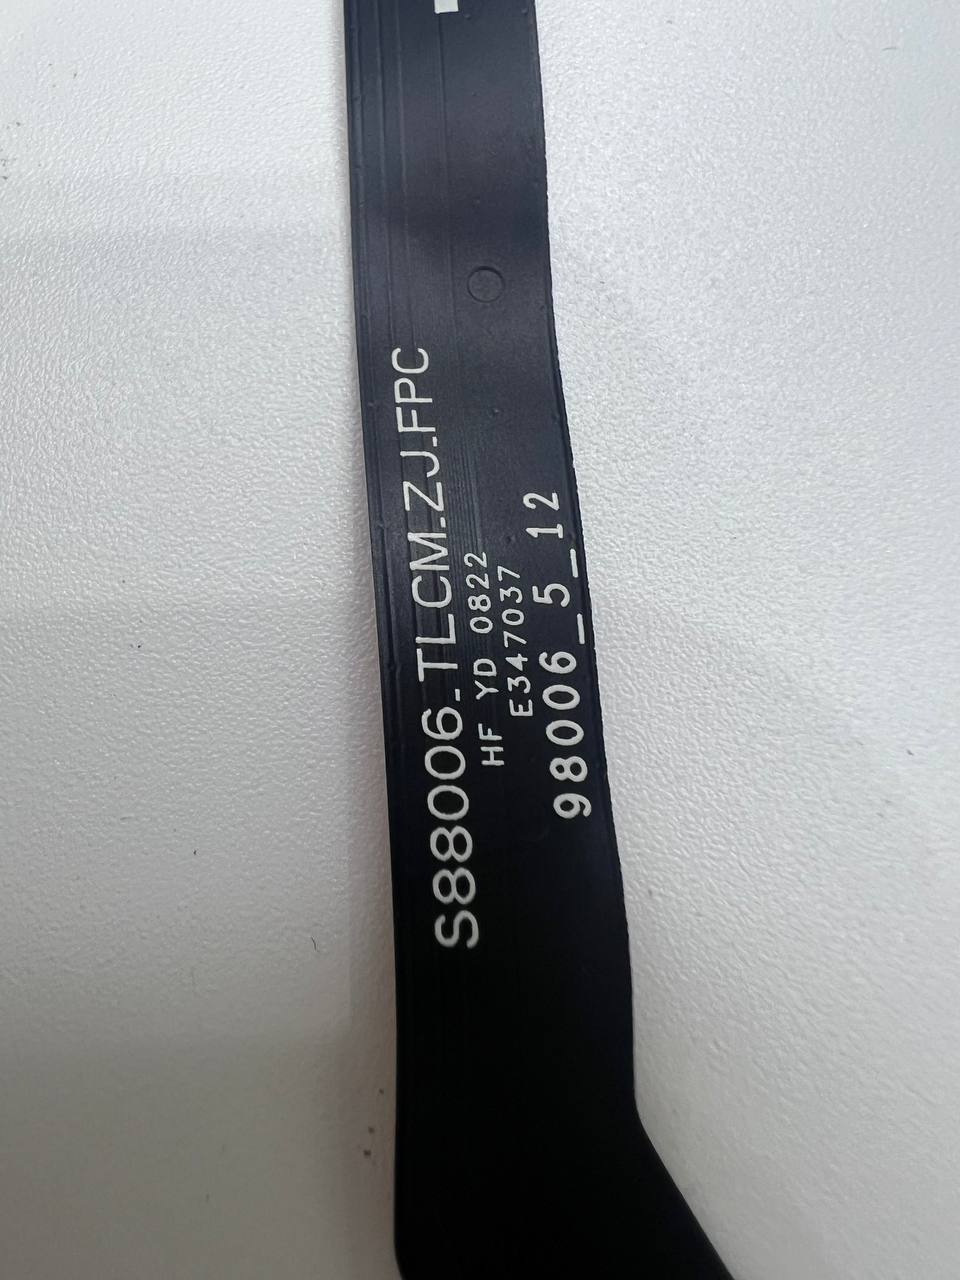 S88006_TLCM.ZJ.FPC
HF YD 0822
E347037
98006_5_12